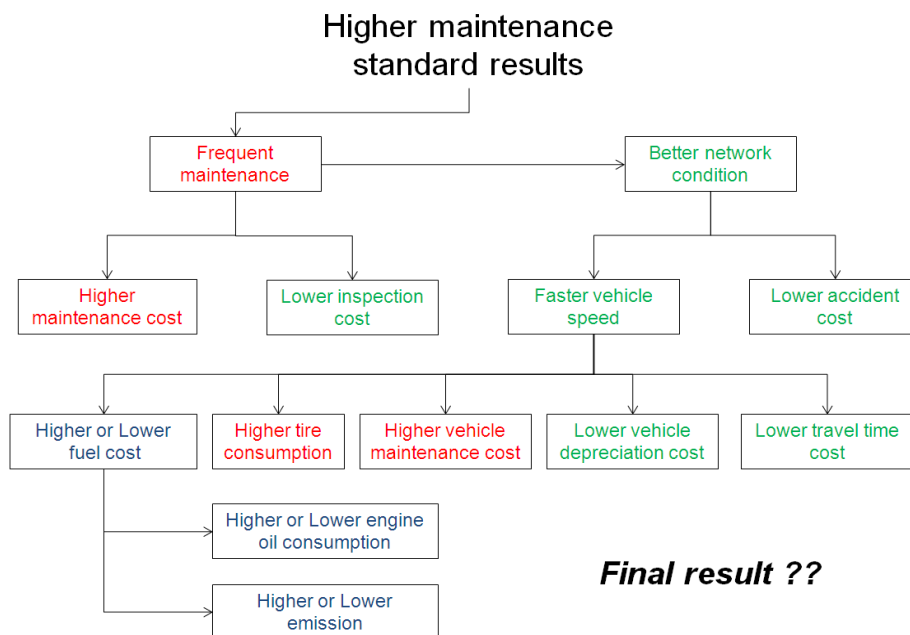 Higher maintenance
standard results
Frequent
maintenance
Better network
condition
Higher
maintenance cost
Lower inspection
cost
Faster vehicle
speed
Lower accident
cost
Higher or Lower
fuel cost
Higher tire
consumption
Higher vehicle
maintenance cost
Lower vehicle
depreciation cost
Lower travel time
cost
Higher or Lower engine
oil consumption
Higher or Lower
emission
Final result ??